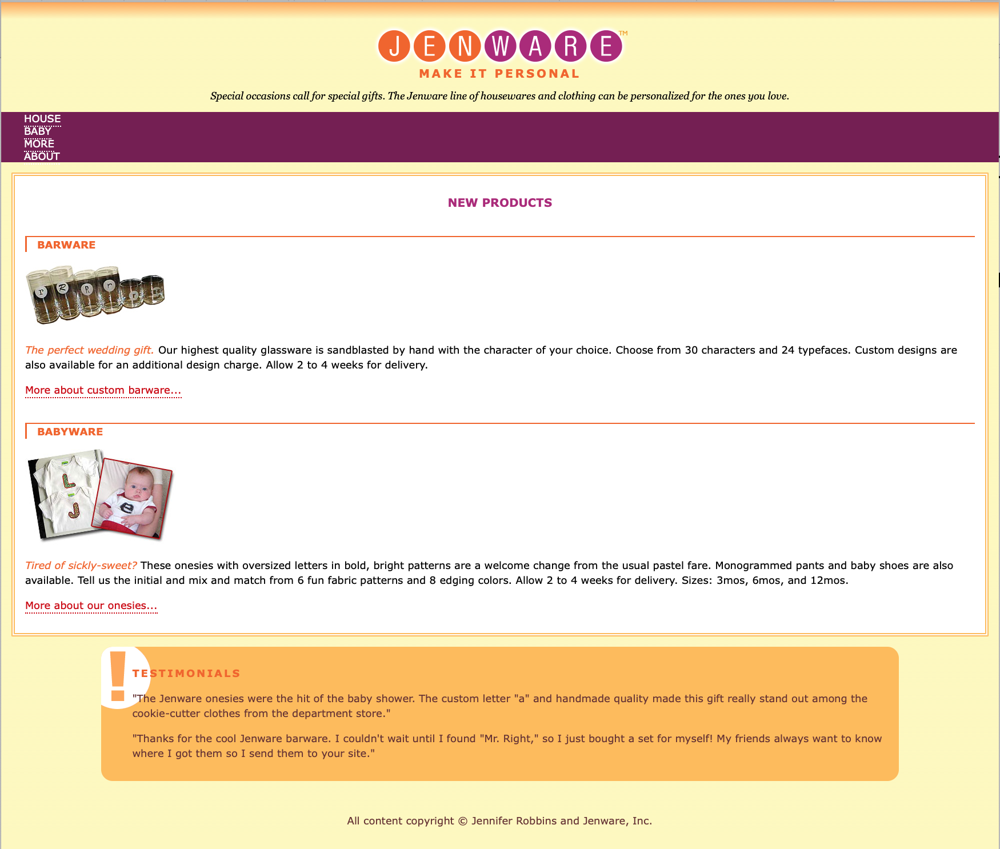 JENWARE™
MAKE IT PERSONAL
Special occasions call for special gifts. The Jenware line of housewares and clothing can be personalized for the ones you love.
HOUSE
BABY
MORE
ABOUT
NEW PRODUCTS
BARWARE
r R R r r
The perfect wedding gift. Our highest quality glassware is sandblasted by hand with the character of your choice. Choose from 30 characters and 24 typefaces. Custom designs are
also available for an additional design charge. Allow 2 to 4 weeks for delivery.
More about custom barware...
BABYWARE
L
J
e
Tired of sickly-sweet? These onesies with oversized letters in bold, bright patterns are a welcome change from the usual pastel fare. Monogrammed pants and baby shoes are also
available. Tell us the initial and mix and match from 6 fun fabric patterns and 8 edging colors. Allow 2 to 4 weeks for delivery. Sizes: 3mos, 6mos, and 12mos.
More about our onesies...
!
TESTIMONIALS
"The Jenware onesies were the hit of the baby shower. The custom letter "a" and handmade quality made this gift really stand out among the
cookie-cutter clothes from the department store."
"Thanks for the cool Jenware barware. I couldn't wait until I found "Mr. Right," so I just bought a set for myself! My friends always want to know
where I got them so I send them to your site."
All content copyright © Jennifer Robbins and Jenware, Inc.